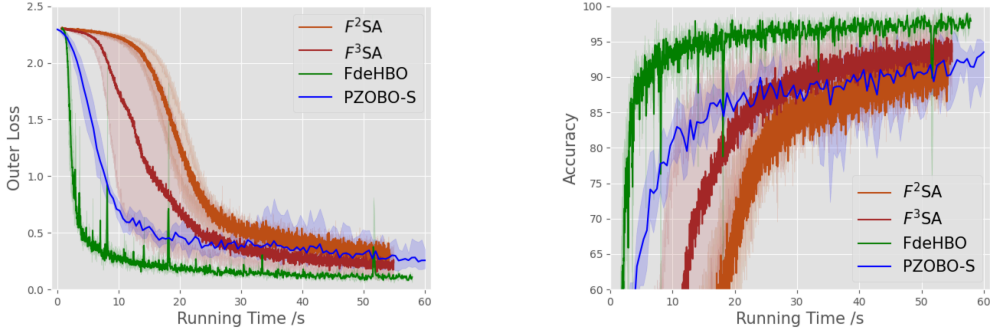 2.5
2.0
1.5
1.0
0.5
0.0
Outer Loss
0 10 20 30 40 50 60
Running Time /s
F²SA
F³SA
FdeHBO
PZOBO-S
100
95
90
85
80
75
70
65
60
Accuracy
0 10 20 30 40 50 60
Running Time /s
F²SA
F³SA
FdeHBO
PZOBO-S